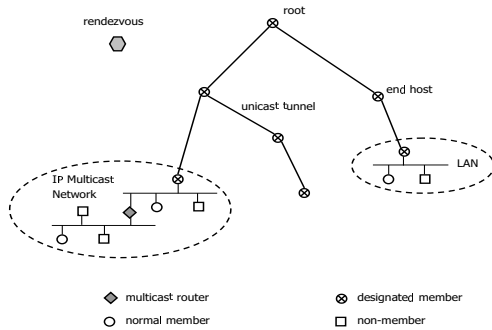 root
rendezvous
end host
unicast tunnel
LAN
IP Multicast
Network
multicast router
designated member
normal member
non-member